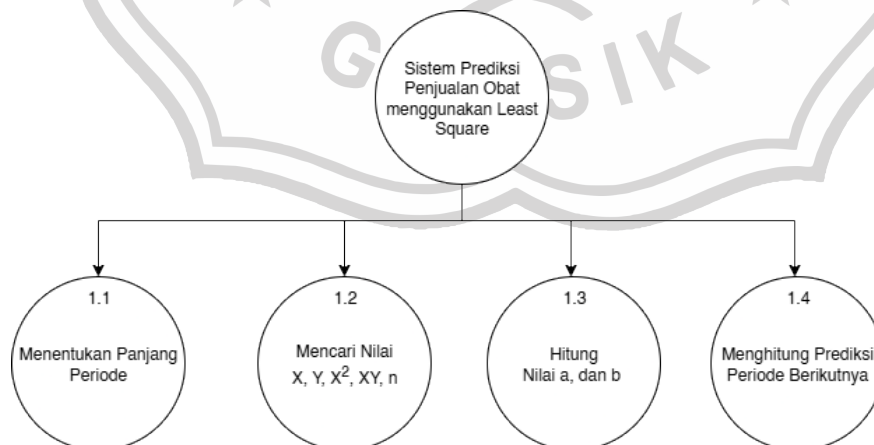 Sistem Prediksi
Penjualan Obat
menggunakan Least
Square
1.1
Menentukan Panjang
Periode
1.2
Mencari Nilai
X, Y, X², XY, n
1.3
Hitung
Nilai a, dan b
1.4
Menghitung Prediksi
Periode Berikutnya